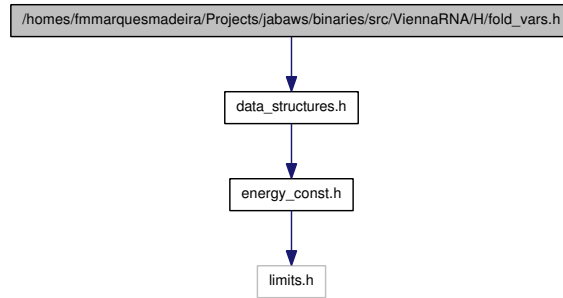 /homes/fmmarquesmadeira/Projects/jabaws/binaries/src/ViennaRNA/H/fold_vars.h
data_structures.h
energy_const.h
limits.h